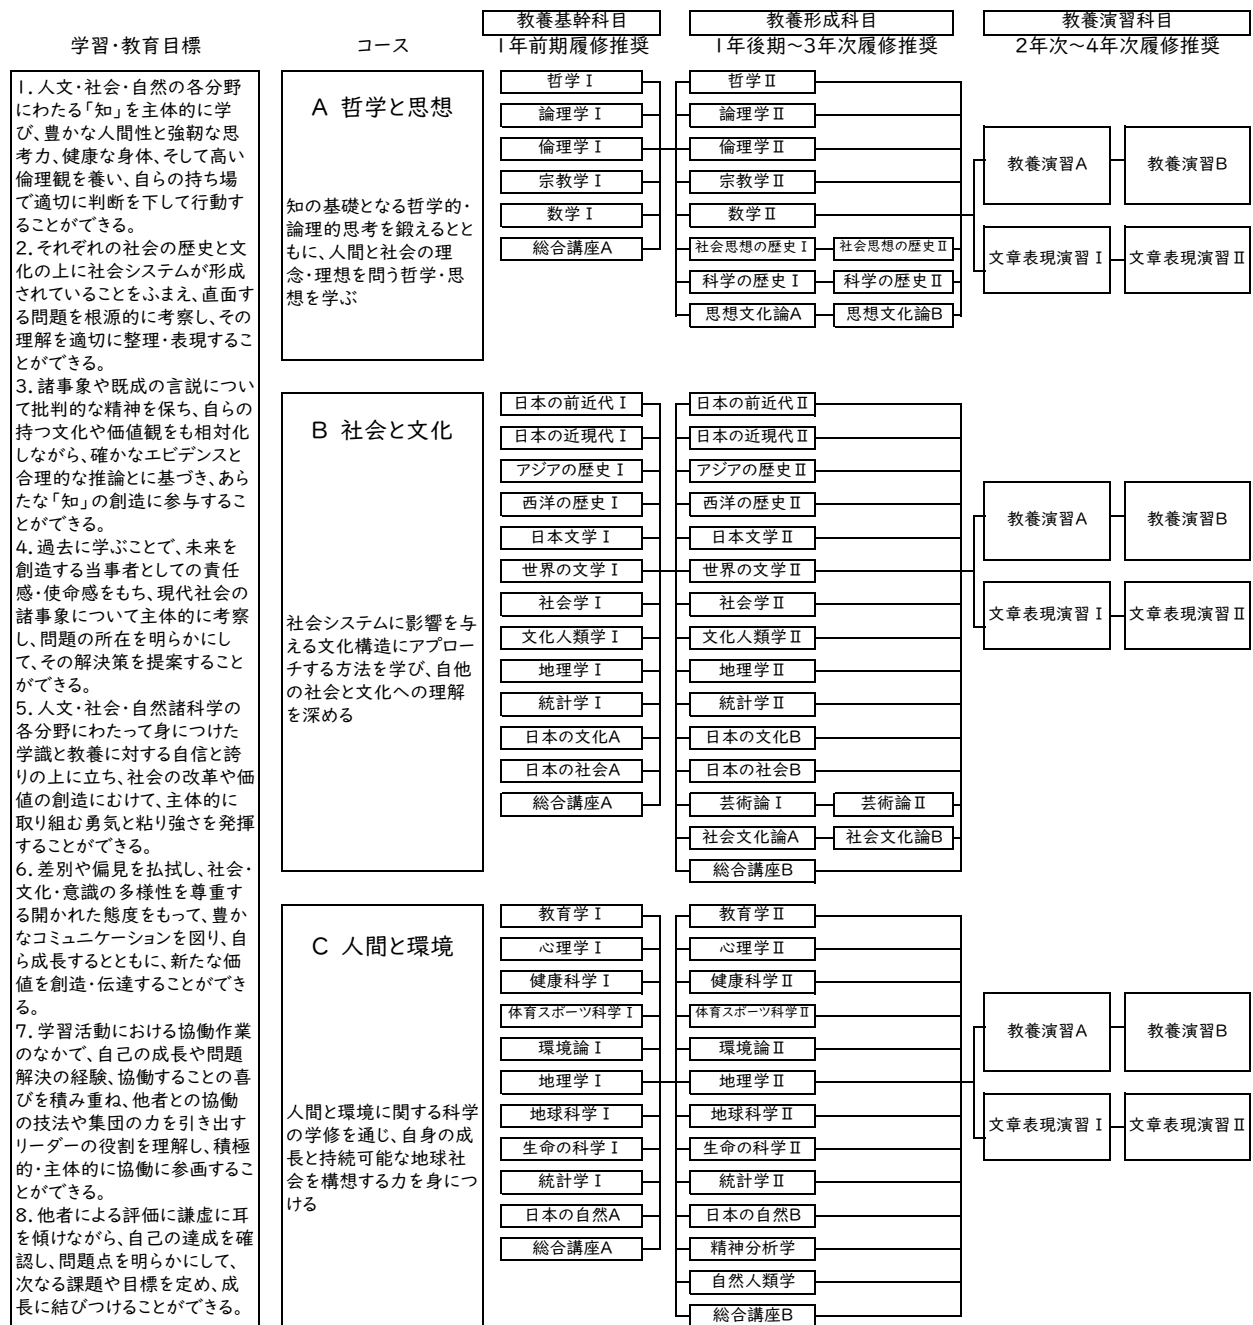 教養基幹科目
教養形成科目
教養演習科目
学習・教育目標
コース
1年前期履修推奨
1年後期～3年次履修推奨
2年次～4年次履修推奨
1.人文・社会・自然の各分野
にわたる「知」を主体的に学
び、豊かな人間性と強靭な思
考力、健康な身体、そして高い
倫理観を養い、自らの持ち場
で適切に判断を下して行動す
ることができる。
2.それぞれの社会の歴史と文
化の上に社会システムが形成
されていることをふまえ、直面す
る問題を根源的に考察し、その
理解を適切に整理・表現するこ
とができる。
3.諸事象や既成の言説につい
て批判的な精神を保ち、自らの
持つ文化や価値観をも相対化
しながら、確かなエビデンスと
合理的な推論とに基づき、あら
たな「知」の創造に参与するこ
とができる。
4.過去に学ぶことで、未来を
創造する当事者としての責任
感・使命感をもち、現代社会の
諸事象について主体的に考察
し、問題の所在を明らかにし
て、その解決策を提案すること
ができる。
5.人文・社会・自然諸科学の
各分野にわたって身につけた
学識と教養に対する自信と誇
りの上に立ち、社会の改革や価
値の創造にむけて、主体的に
取り組む勇気と粘り強さを発揮
することができる。
6.差別や偏見を払拭し、社会・
文化・意識の多様性を尊重す
る開かれた態度をもって、豊か
なコミュニケーションを図り、自
ら成長するとともに、新たな価
値を創造・伝達することができ
る。
7.学習活動における協働作業
のなかで、自己の成長や問題
解決の経験、協働することの喜
びを積み重ね、他者との協働
の技法や集団の力を引き出す
リーダーの役割を理解し、積極
的・主体的に協働に参画するこ
とができる。
8.他者による評価に謙虚に耳
を傾けながら、自己の達成を確
認し、問題点を明らかにして、
次なる課題や目標を定め、成
長に結びつけることができる。
A 哲学と思想
知の基礎となる哲学的・
論理的思考を鍛えるとと
もに、人間と社会の理
念・理想を問う哲学・思
想を学ぶ
哲学Ⅰ
論理学Ⅰ
倫理学Ⅰ
宗教学Ⅰ
数学Ⅰ
総合講座A
哲学Ⅱ
論理学Ⅱ
倫理学Ⅱ
宗教学Ⅱ
数学Ⅱ
社会思想の歴史Ⅰ 社会思想の歴史Ⅱ
科学の歴史Ⅰ 科学の歴史Ⅱ
思想文化論A 思想文化論B
教養演習A 教養演習B
文章表現演習Ⅰ 文章表現演習Ⅱ
B 社会と文化
社会システムに影響を与
える文化構造にアプロー
チする方法を学び、自他
の社会と文化への理解
を深める
日本の前近代Ⅰ
日本の近現代Ⅰ
アジアの歴史Ⅰ
西洋の歴史Ⅰ
日本文学Ⅰ
世界の文学Ⅰ
社会学Ⅰ
文化人類学Ⅰ
地理学Ⅰ
統計学Ⅰ
日本の文化A
日本の社会A
総合講座A
日本の前近代Ⅱ
日本の近現代Ⅱ
アジアの歴史Ⅱ
西洋の歴史Ⅱ
日本文学Ⅱ
世界の文学Ⅱ
社会学Ⅱ
文化人類学Ⅱ
地理学Ⅱ
統計学Ⅱ
日本の文化B
日本の社会B
芸術論Ⅰ 芸術論Ⅱ
社会文化論A 社会文化論B
総合講座B
教養演習A 教養演習B
文章表現演習Ⅰ 文章表現演習Ⅱ
C 人間と環境
人間と環境に関する科学
の学修を通じ、自身の成
長と持続可能な地球社
会を構想する力を身につ
ける
教育学Ⅰ
心理学Ⅰ
健康科学Ⅰ
体育スポーツ科学Ⅰ
環境論Ⅰ
地理学Ⅰ
地球科学Ⅰ
生命の科学Ⅰ
統計学Ⅰ
日本の自然A
総合講座A
教育学Ⅱ
心理学Ⅱ
健康科学Ⅱ
体育スポーツ科学Ⅱ
環境論Ⅱ
地理学Ⅱ
地球科学Ⅱ
生命の科学Ⅱ
統計学Ⅱ
日本の自然B
精神分析学
自然人類学
総合講座B
教養演習A 教養演習B
文章表現演習Ⅰ 文章表現演習Ⅱ